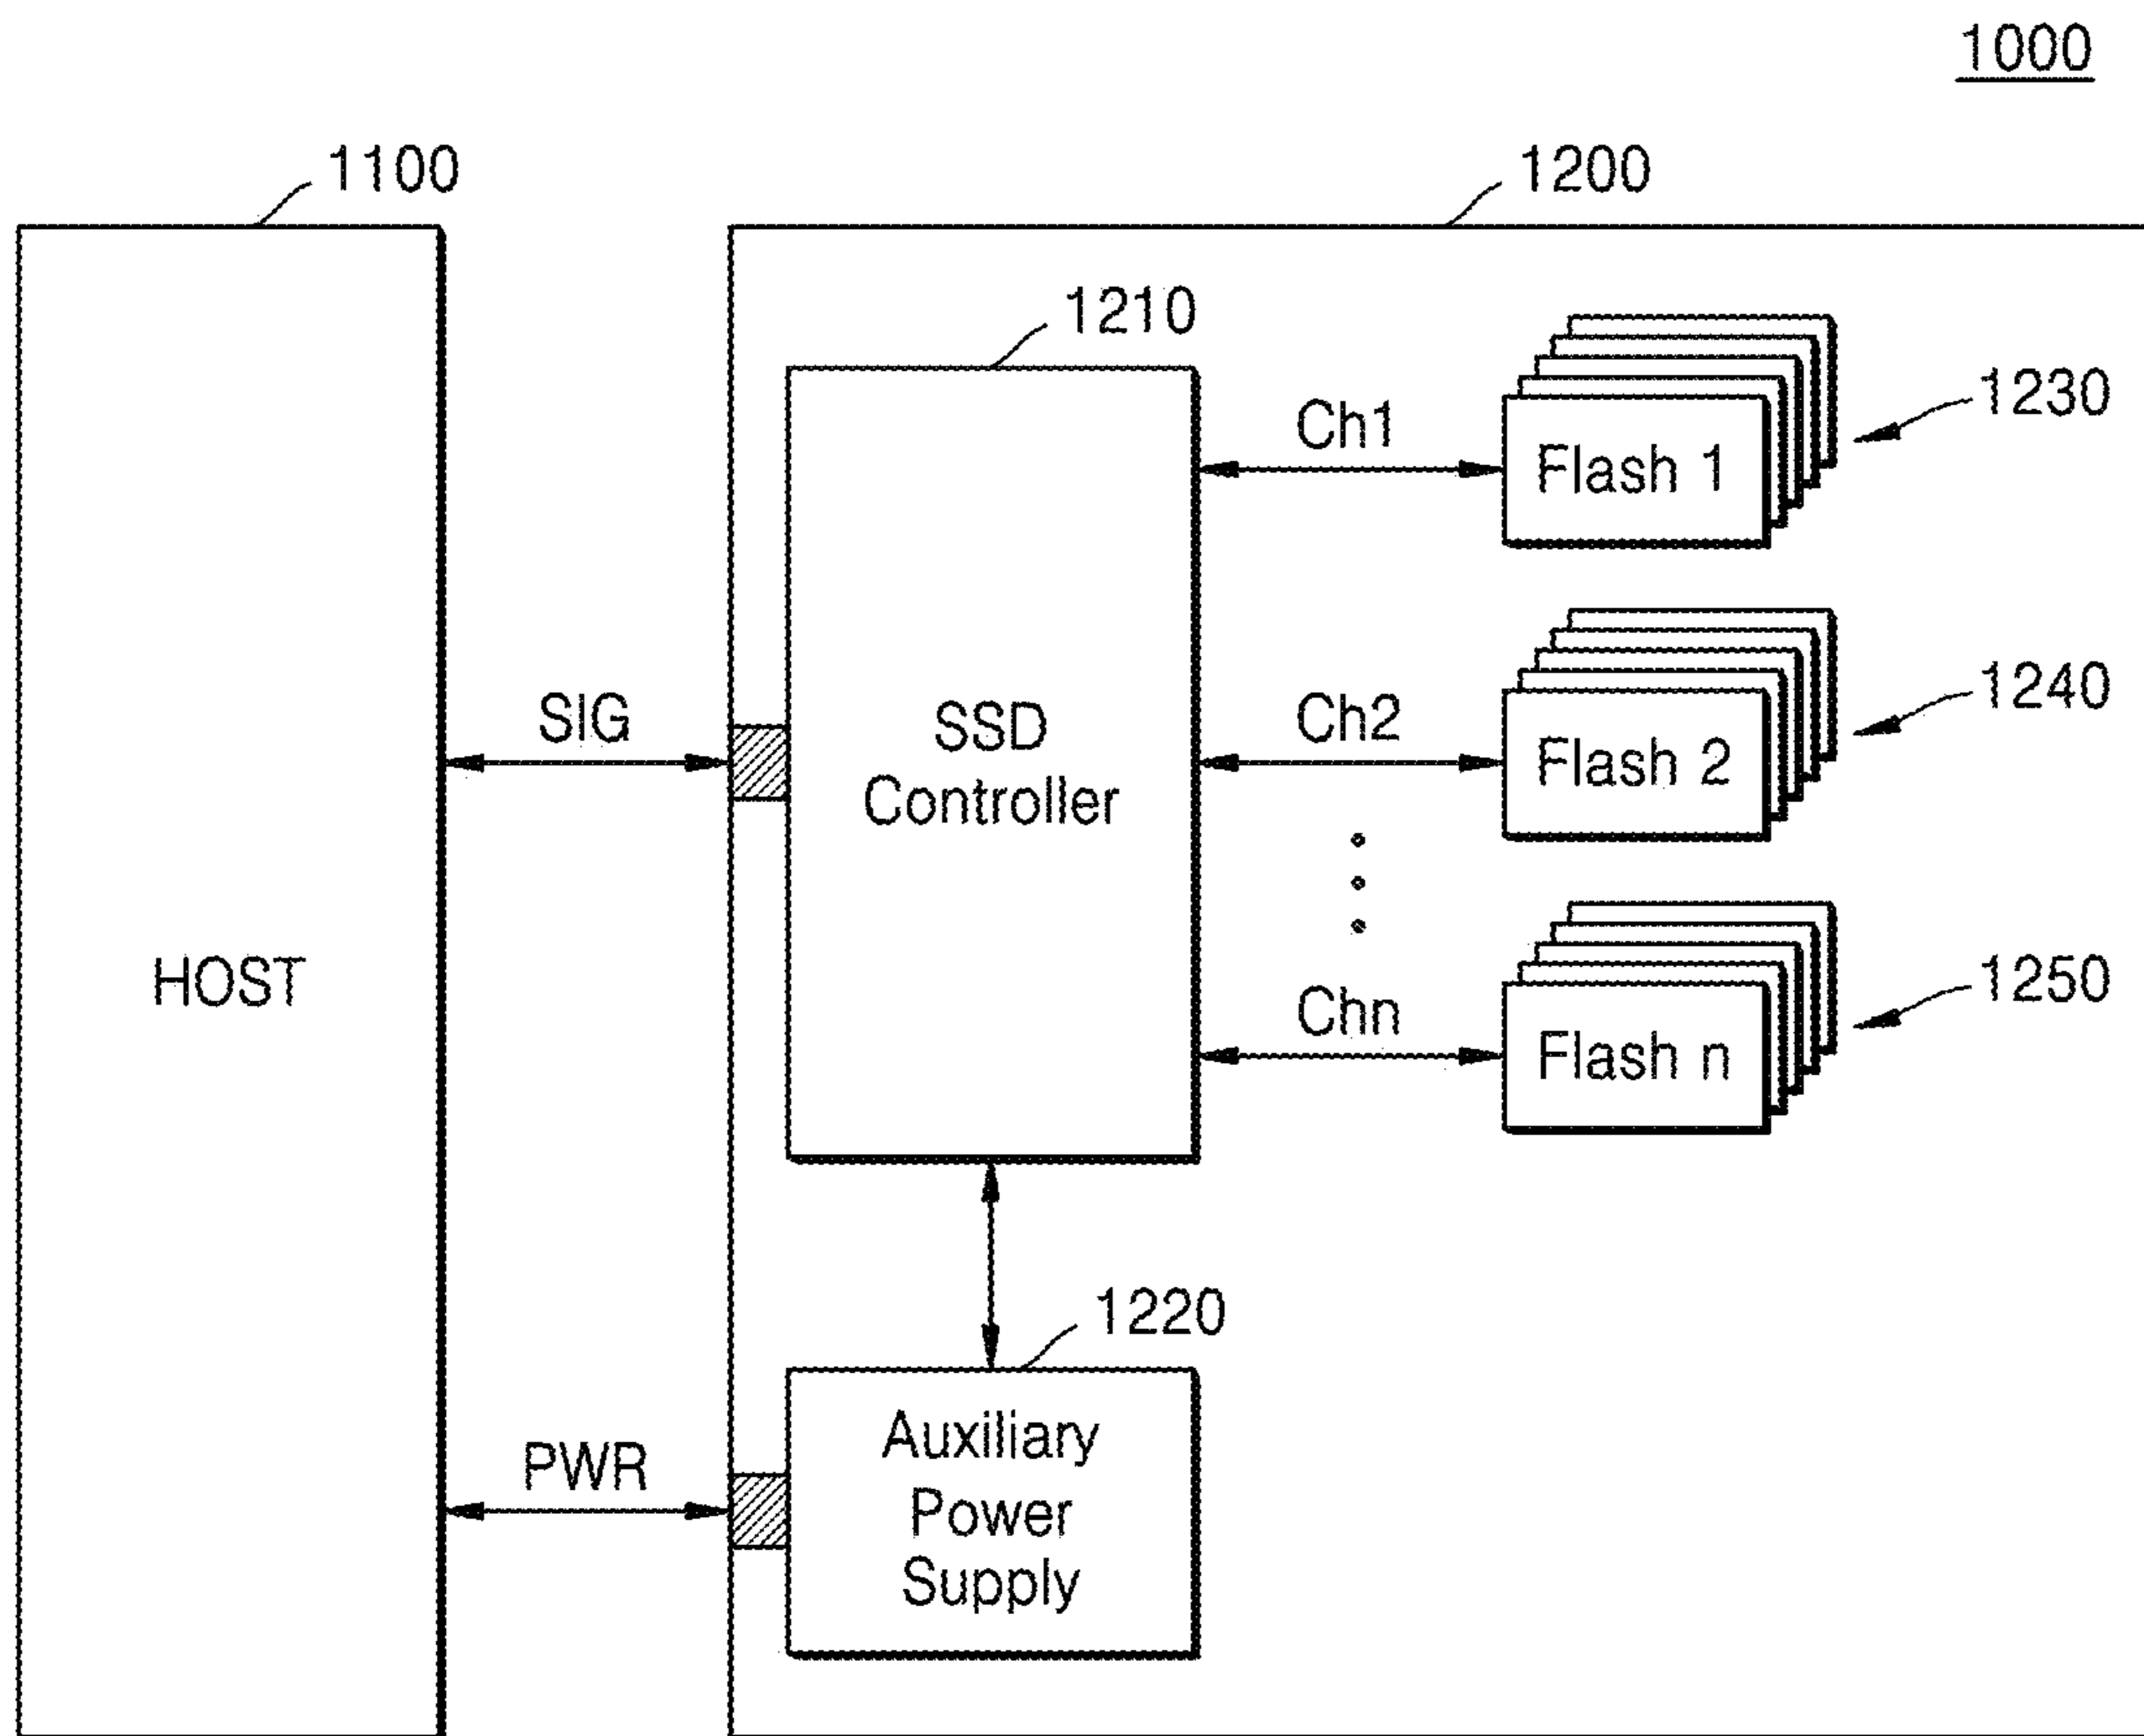 1000
1100
1200
1210
Ch1
Flash 1
1230
SIG
SSD
Controller
Ch2
Flash 2
1240
HOST
Chn
Flash n
1250
1220
PWR
Auxiliary
Power
Supply